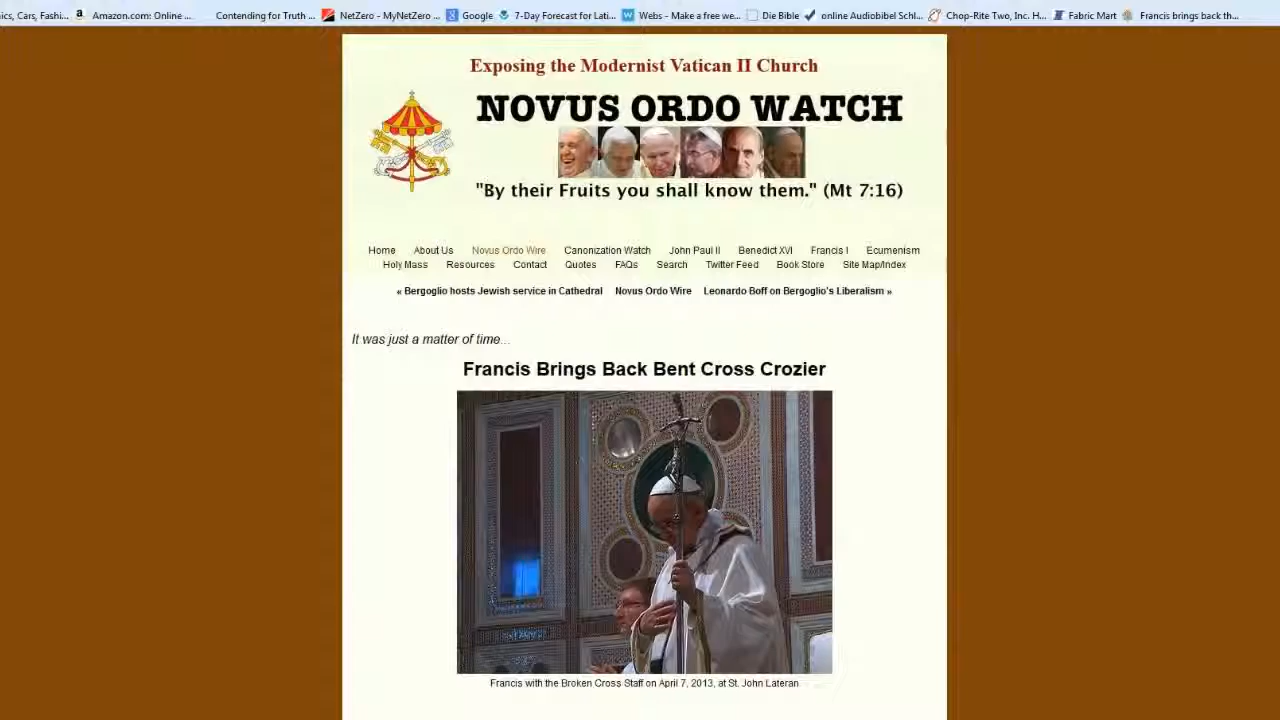 ics, Cars, Fashi...
Amazon.com: Online ...
Contending for Truth ...
NetZero - MyNetZero ...
Google
7-Day Forecast for Lati...
Webs - Make a free we...
Die Bible
online Audiobibel Schl...
Chop-Rite Two, Inc. H...
Fabric Mart
Francis brings back th...
Exposing the Modernist Vatican II Church
NOVUS ORDO WATCH
"By their Fruits you shall know them." (Mt 7:16)
Home About Us Novus Ordo Wire Canonization Watch John Paul II Benedict XVI Francis I Ecumenism
Holy Mass Resources Contact Quotes FAQs Search Twitter Feed Book Store Site Map/Index
« Bergoglio hosts Jewish service in Cathedral Novus Ordo Wire Leonardo Boff on Bergoglio's Liberalism »
It was just a matter of time...
Francis Brings Back Bent Cross Crozier
Francis with the Broken Cross Staff on April 7, 2013, at St. John Lateran